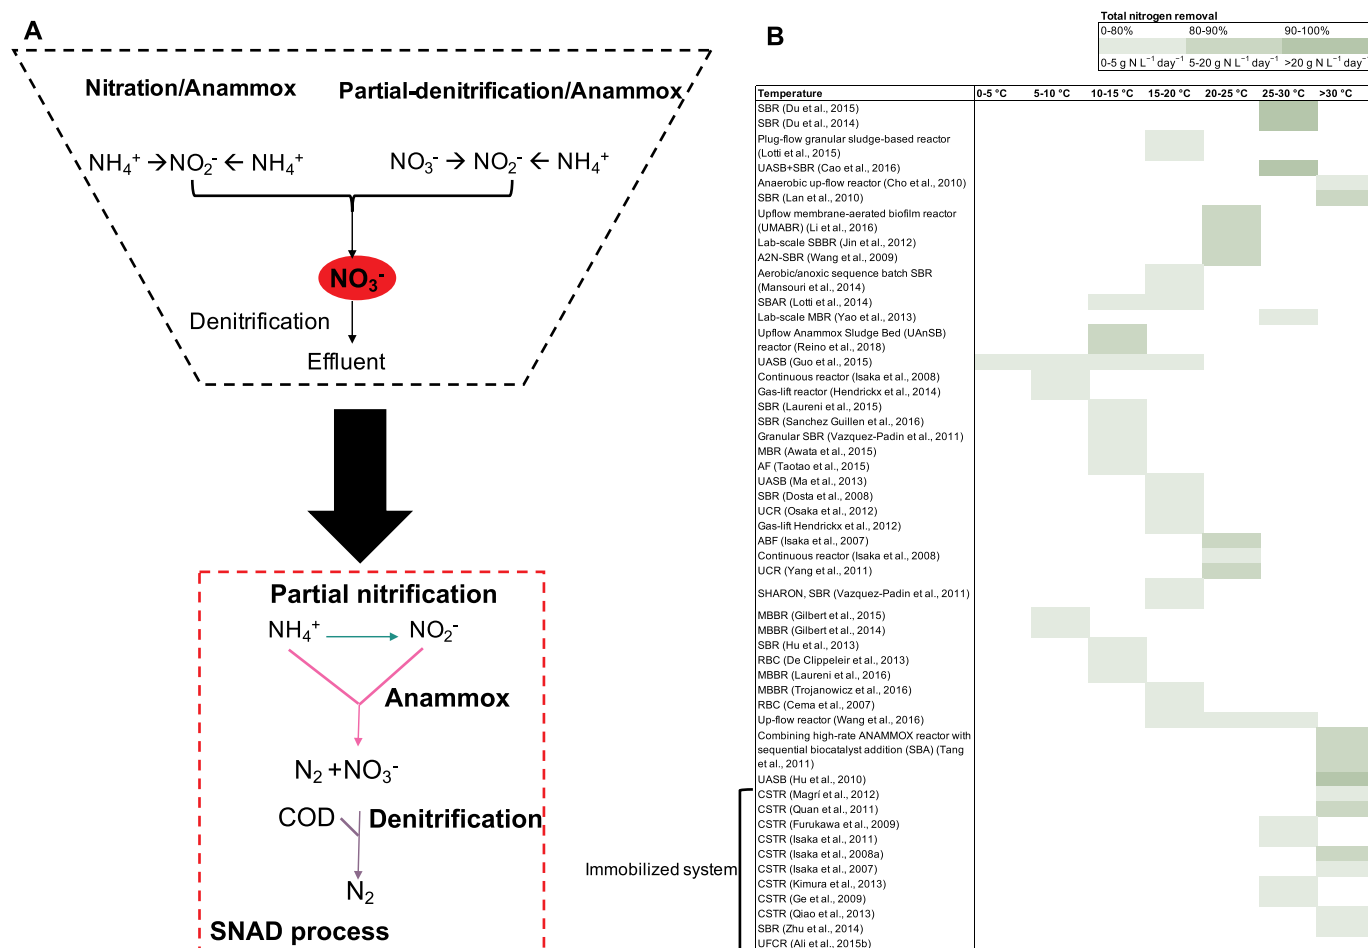 A
Nitration/Anammox
Partial-denitrification/Anammox
NH₄⁺ →NO₂⁻ ← NH₄⁺
NO₃⁻ → NO₂⁻ ← NH₄⁺
NO₃⁻
Denitrification
Effluent
Partial nitrification
NH₄⁺ NO₂⁻
Anammox
N₂ +NO₃⁻
COD
Denitrification
N₂
SNAD process
B
Total nitrogen removal
0-80% 80-90% 90-100%
0-5 g N L⁻¹ day⁻¹ 5-20 g N L⁻¹ day⁻¹ >20 g N L⁻¹ day⁻¹
Temperature 0-5 °C 5-10 °C 10-15 °C 15-20 °C 20-25 °C 25-30 °C >30 °C
SBR (Du et al., 2015)
SBR (Du et al., 2014)
Plug-flow granular sludge-based reactor
(Lotti et al., 2015)
UASB+SBR (Cao et al., 2016)
Anaerobic up-flow reactor (Cho et al., 2010)
SBR (Lan et al., 2010)
Upflow membrane-aerated biofilm reactor
(UMABR) (Li et al., 2016)
Lab-scale SBBR (Jin et al., 2012)
A2N-SBR (Wang et al., 2009)
Aerobic/anoxic sequence batch SBR
(Mansouri et al., 2014)
SBAR (Lotti et al., 2014)
Lab-scale MBR (Yao et al., 2013)
Upflow Anammox Sludge Bed (UAnSB)
reactor (Reino et al., 2018)
UASB (Guo et al., 2015)
Continuous reactor (Isaka et al., 2008)
Gas-lift reactor (Hendrickx et al., 2014)
SBR (Laureni et al., 2015)
SBR (Sanchez Guillen et al., 2016)
Granular SBR (Vazquez-Padin et al., 2011)
MBR (Awata et al., 2015)
AF (Taotao et al., 2015)
UASB (Ma et al., 2013)
SBR (Dosta et al., 2008)
UCR (Osaka et al., 2012)
Gas-lift Hendrickx et al., 2012)
ABF (Isaka et al., 2007)
Continuous reactor (Isaka et al., 2008)
UCR (Yang et al., 2011)
SHARON, SBR (Vazquez-Padin et al., 2011)
MBBR (Gilbert et al., 2015)
MBBR (Gilbert et al., 2014)
SBR (Hu et al., 2013)
RBC (De Clippeleir et al., 2013)
MBBR (Laureni et al., 2016)
MBBR (Trojanowicz et al., 2016)
RBC (Cema et al., 2007)
Up-flow reactor (Wang et al., 2016)
Combining high-rate ANAMMOX reactor with
sequential biocatalyst addition (SBA) (Tang
et al., 2011)
UASB (Hu et al., 2010)
CSTR (Magrí et al., 2012)
CSTR (Quan et al., 2011)
CSTR (Furukawa et al., 2009)
CSTR (Isaka et al., 2011)
CSTR (Isaka et al., 2008a)
CSTR (Isaka et al., 2007)
CSTR (Kimura et al., 2013)
CSTR (Ge et al., 2009)
CSTR (Qiao et al., 2013)
SBR (Zhu et al., 2014)
UFCR (Ali et al., 2015b)
Immobilized system